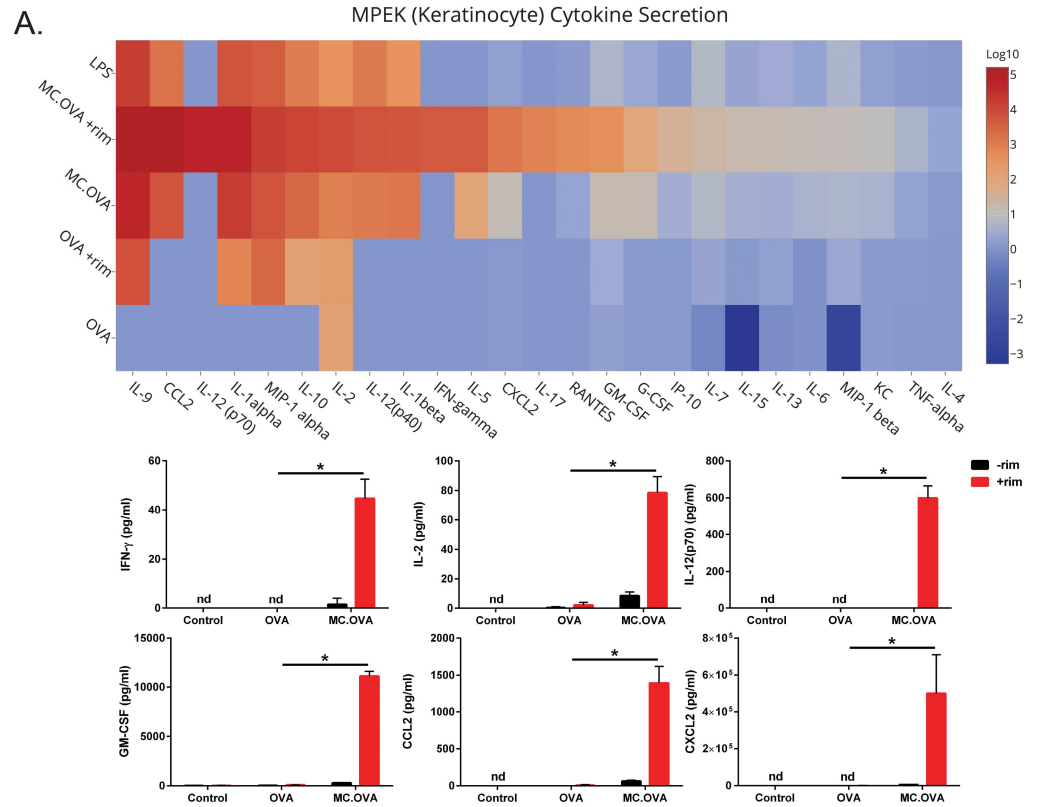 A.
MPEK (Keratinocyte) Cytokine Secretion
LPS
MC.OVA +rim
MC.OVA
OVA +rim
OVA
Log10
5
4
3
2
1
0
−1
−2
−3
IL-9
CCL2
IL-12 (p70)
IL-1alpha
MIP-1 alpha
IL-10
IL-2
IL-12(p40)
IL-1beta
IFN-gamma
IL-5
CXCL2
IL-17
RANTES
GM-CSF
G-CSF
IP-10
IL-7
IL-15
IL-13
IL-6
MIP-1 beta
KC
TNF-alpha
IL-4
IFN-γ (pg/ml)
60
40
20
0
nd
nd
*
Control
OVA
MC.OVA
IL-2 (pg/ml)
100
80
60
40
20
0
nd
*
Control
OVA
MC.OVA
IL-12(p70) (pg/ml)
800
600
400
200
0
nd
nd
*
Control
OVA
MC.OVA
-rim
+rim
GM-CSF (pg/ml)
15000
10000
5000
0
*
Control
OVA
MC.OVA
CCL2 (pg/ml)
2000
1500
1000
500
0
nd
*
Control
OVA
MC.OVA
CXCL2 (pg/ml)
8×10⁵
6×10⁵
4×10⁵
2×10⁵
0
nd
nd
*
Control
OVA
MC.OVA